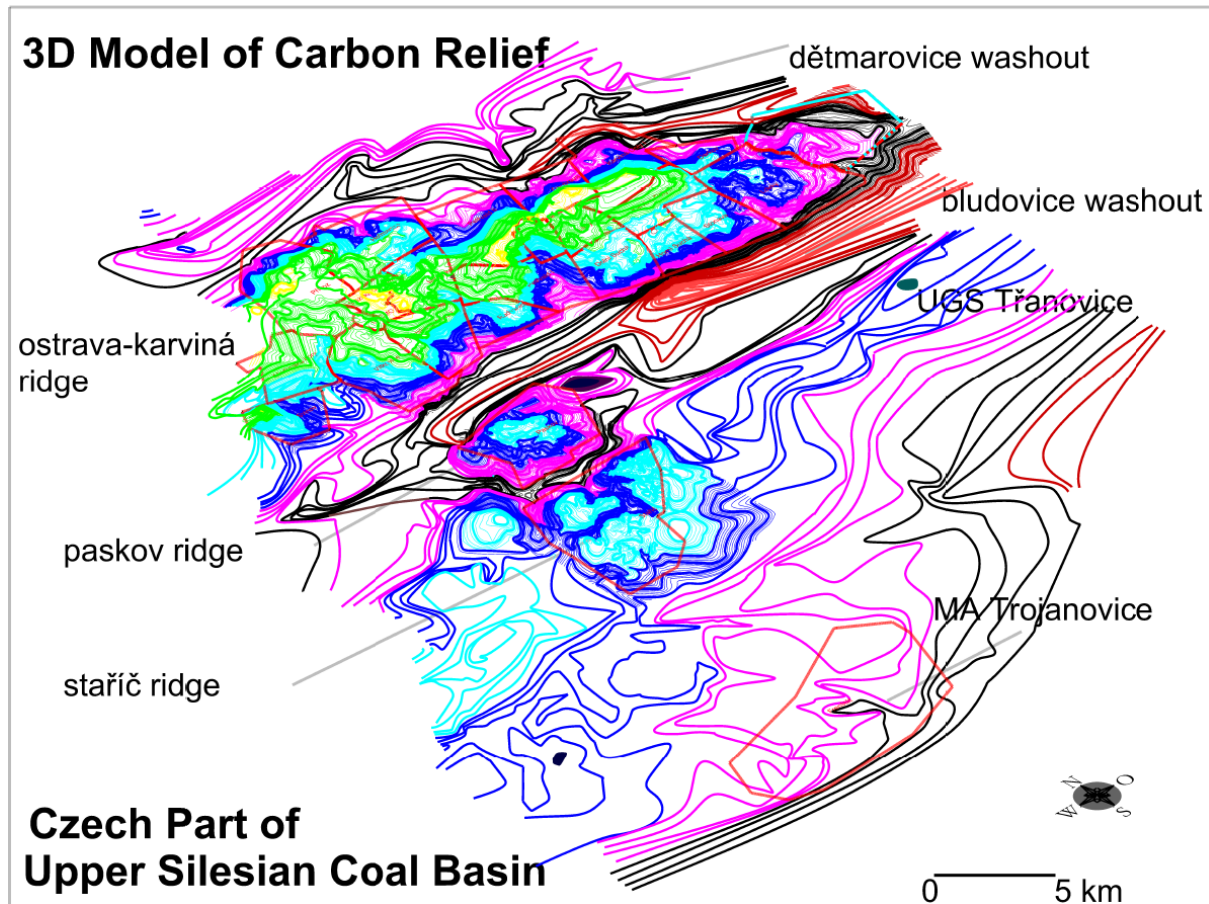 3D Model of Carbon Relief
dětmarovice washout
bludovice washout
UGS Třanovice
ostrava-karviná
ridge
paskov ridge
MA Trojanovice
staříč ridge
N
O
W
S
Czech Part of
Upper Silesian Coal Basin
0
5 km